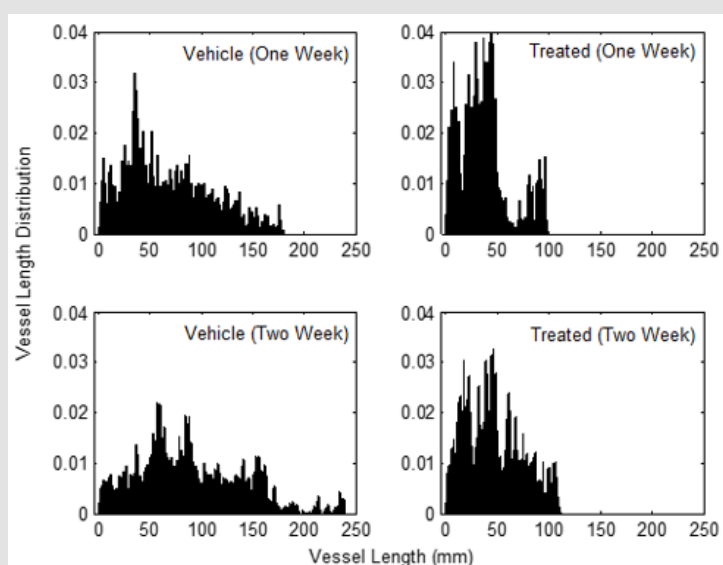 Vessel Length Distribution
0.04
0.03
0.02
0.01
0
Vehicle (One Week)
0 50 100 150 200 250
0.04
0.03
0.02
0.01
0
Treated (One Week)
0 50 100 150 200 250
0.04
0.03
0.02
0.01
0
Vehicle (Two Week)
0 50 100 150 200 250
0.04
0.03
0.02
0.01
0
Treated (Two Week)
0 50 100 150 200 250
Vessel Length (mm)